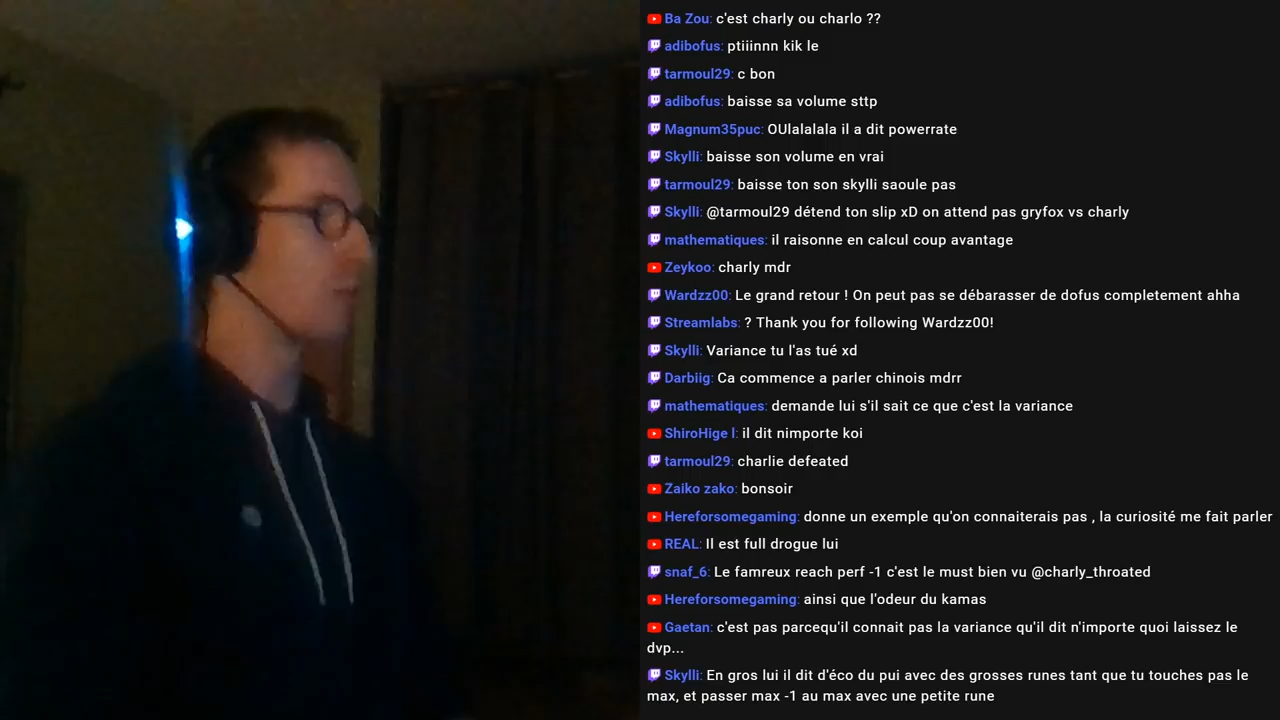 Ba Zou: c'est charly ou charlo ??
adibofus: ptiiinnn kik le
tarmoul29: c bon
adibofus: baisse sa volume sttp
Magnum35puc: OUlalalala il a dit powerrate
Skylli: baisse son volume en vrai
tarmoul29: baisse ton son skylli saoule pas
Skylli: @tarmoul29 détend ton slip xD on attend pas gryfox vs charly
mathematiques: il raisonne en calcul coup avantage
Zeykoo: charly mdr
Wardzz00: Le grand retour ! On peut pas se débarasser de dofus completement ahha
Streamlabs: ? Thank you for following Wardzz00!
Skylli: Variance tu l'as tué xd
Darbiig: Ca commence a parler chinois mdrr
mathematiques: demande lui s'il sait ce que c'est la variance
ShiroHige l: il dit nimporte koi
tarmoul29: charlie defeated
Zaiko zako: bonsoir
Hereforsomegaming: donne un exemple qu'on connaiterais pas , la curiosité me fait parler
REAL: Il est full drogue lui
snaf_6: Le famreux reach perf -1 c'est le must bien vu @charly_throated
Hereforsomegaming: ainsi que l'odeur du kamas
Gaetan: c'est pas parcequ'il connait pas la variance qu'il dit n'importe quoi laissez le
dvp...
Skylli: En gros lui il dit d'éco du pui avec des grosses runes tant que tu touches pas le
max, et passer max -1 au max avec une petite rune